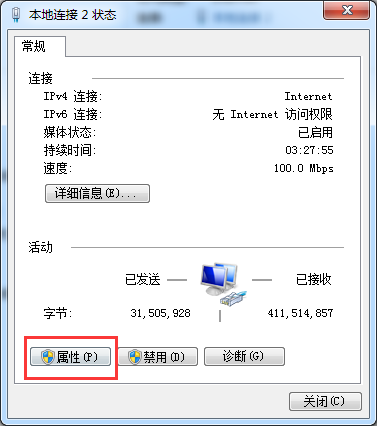 本地连接 2 状态
常规
连接
IPv4 连接: Internet
IPv6 连接: 无 Internet 访问权限
媒体状态: 已启用
持续时间: 03:27:55
速度: 100.0 Mbps
详细信息(E)...
活动
已发送 — 已接收
字节: 31,505,928 | 411,514,857
属性(P) 禁用(D) 诊断(G)
关闭(C)